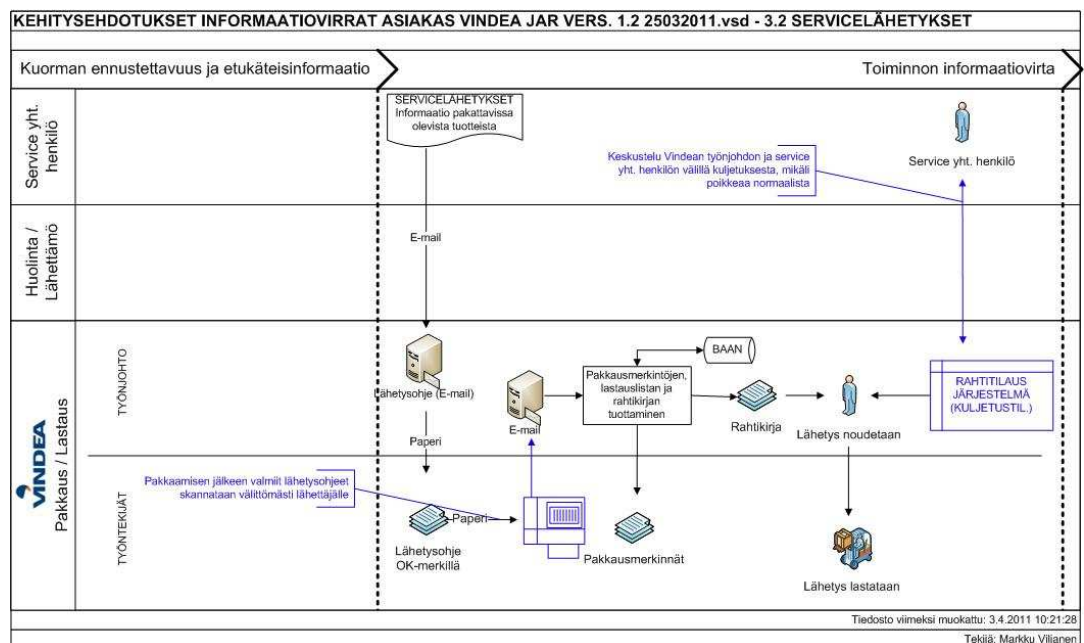 KEHITYSEHDOTUKSET INFORMAATIOVIRRAT ASIAKAS VINDEA JAR VERS. 1.2 25032011.vsd - 3.2 SERVICELÄHETYKSET
Kuorman ennustettavuus ja etukäteisinformaatio
Toiminnon informaatiovirta
Service yht.
henkilö
SERVICELÄHETYKSET
Informaatio pakattavissa
olevista tuotteista
Keskustelu Vindean työnjohdon ja service
yht. henkilön välillä kuljetuksesta, mikäli
poikkeaa normaalista
Service yht. henkilö
Huolinta /
Lähettämö
E-mail
VINDEA
Pakkaus / Lastaus
TYÖNJOHTO
Lähetysohje (E-mail)
Paperi
E-mail
Pakkausmerkintöjen,
lastauslistan ja
rahtikirjan
tuottaminen
BAAN
Rahtikirja
Lähetys noudetaan
RAHTITILAUS
JÄRJESTELMÄ
(KULJETUSTIL.)
TYÖNTEKIJÄT
Pakkaamisen jälkeen valmiit lähetysohjeet
skannataan välittömästi lähettäjälle
Paperi
Lähetysohje
OK-merkillä
Pakkausmerkinnät
Lähetys lastataan
Tiedosto viimeksi muokattu: 3.4.2011 10:21:28
Tekijä: Markku Viljanen